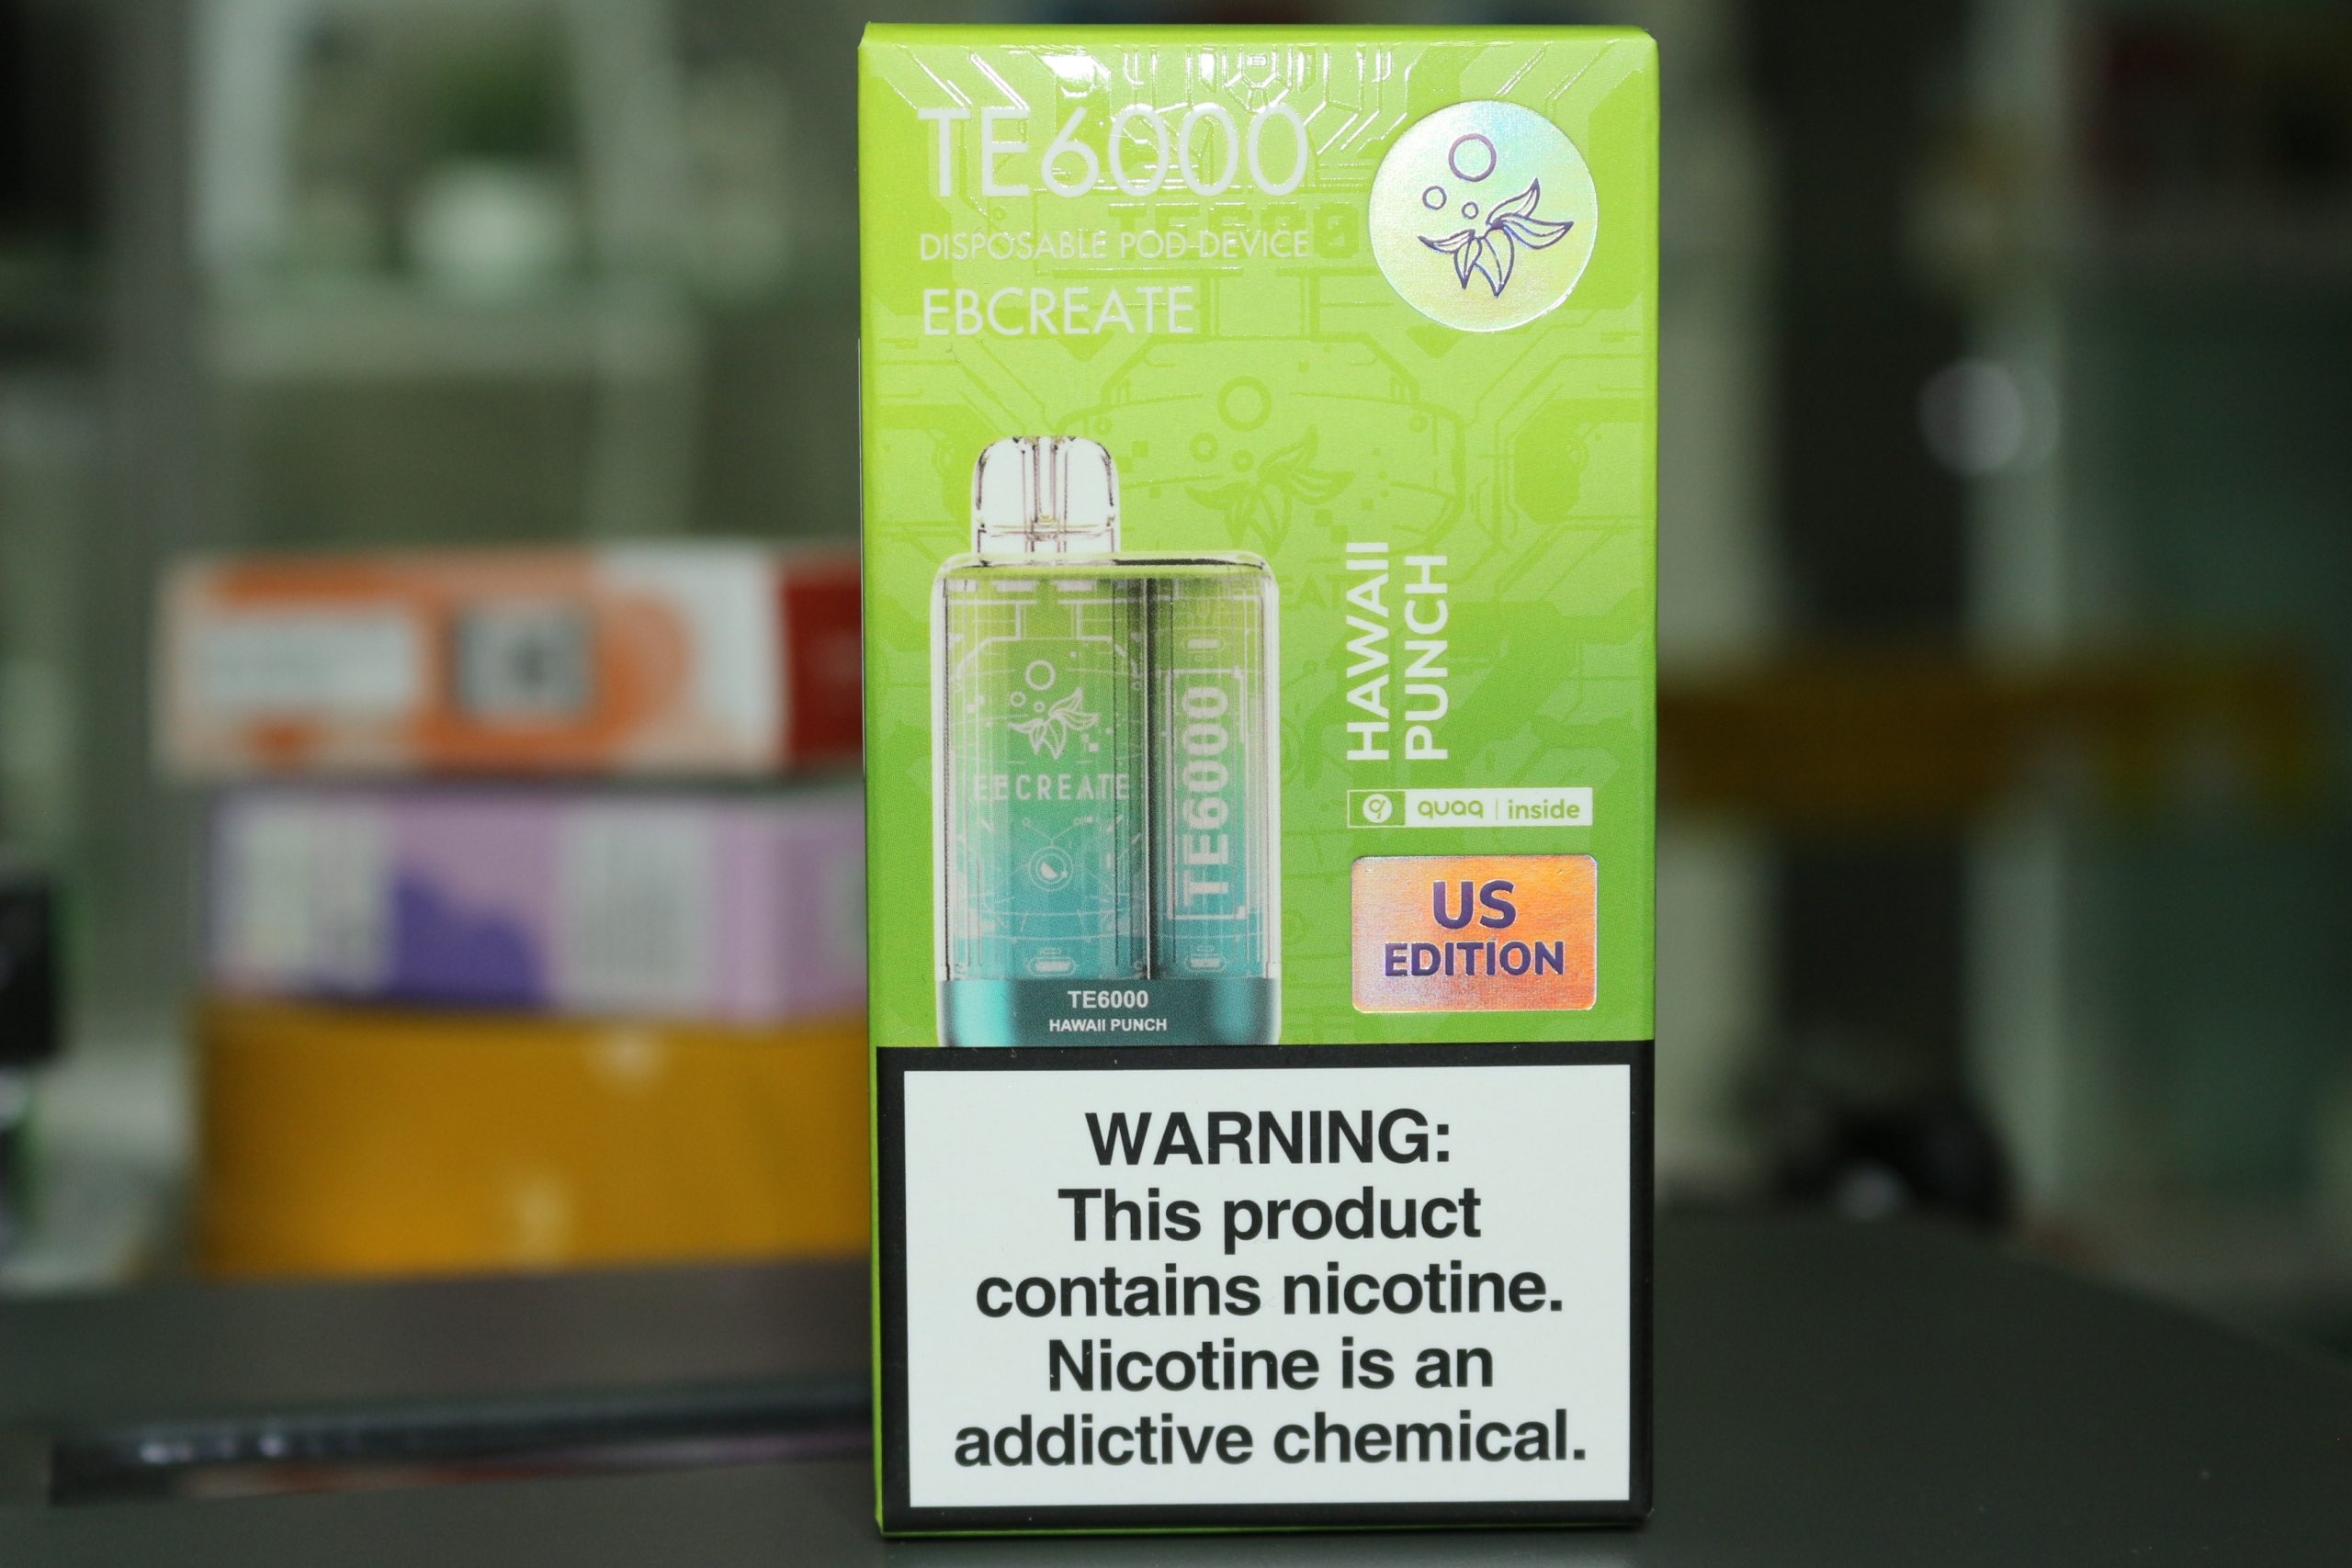 TE6000
DISPOSABLE POD DEVICE
EBCREATE
HAWAII
PUNCH
quaq | inside
US
EDITION
EBCREATE
TE6000
TE6000
HAWAII PUNCH
WARNING:
This product
contains nicotine.
Nicotine is an
addictive chemical.